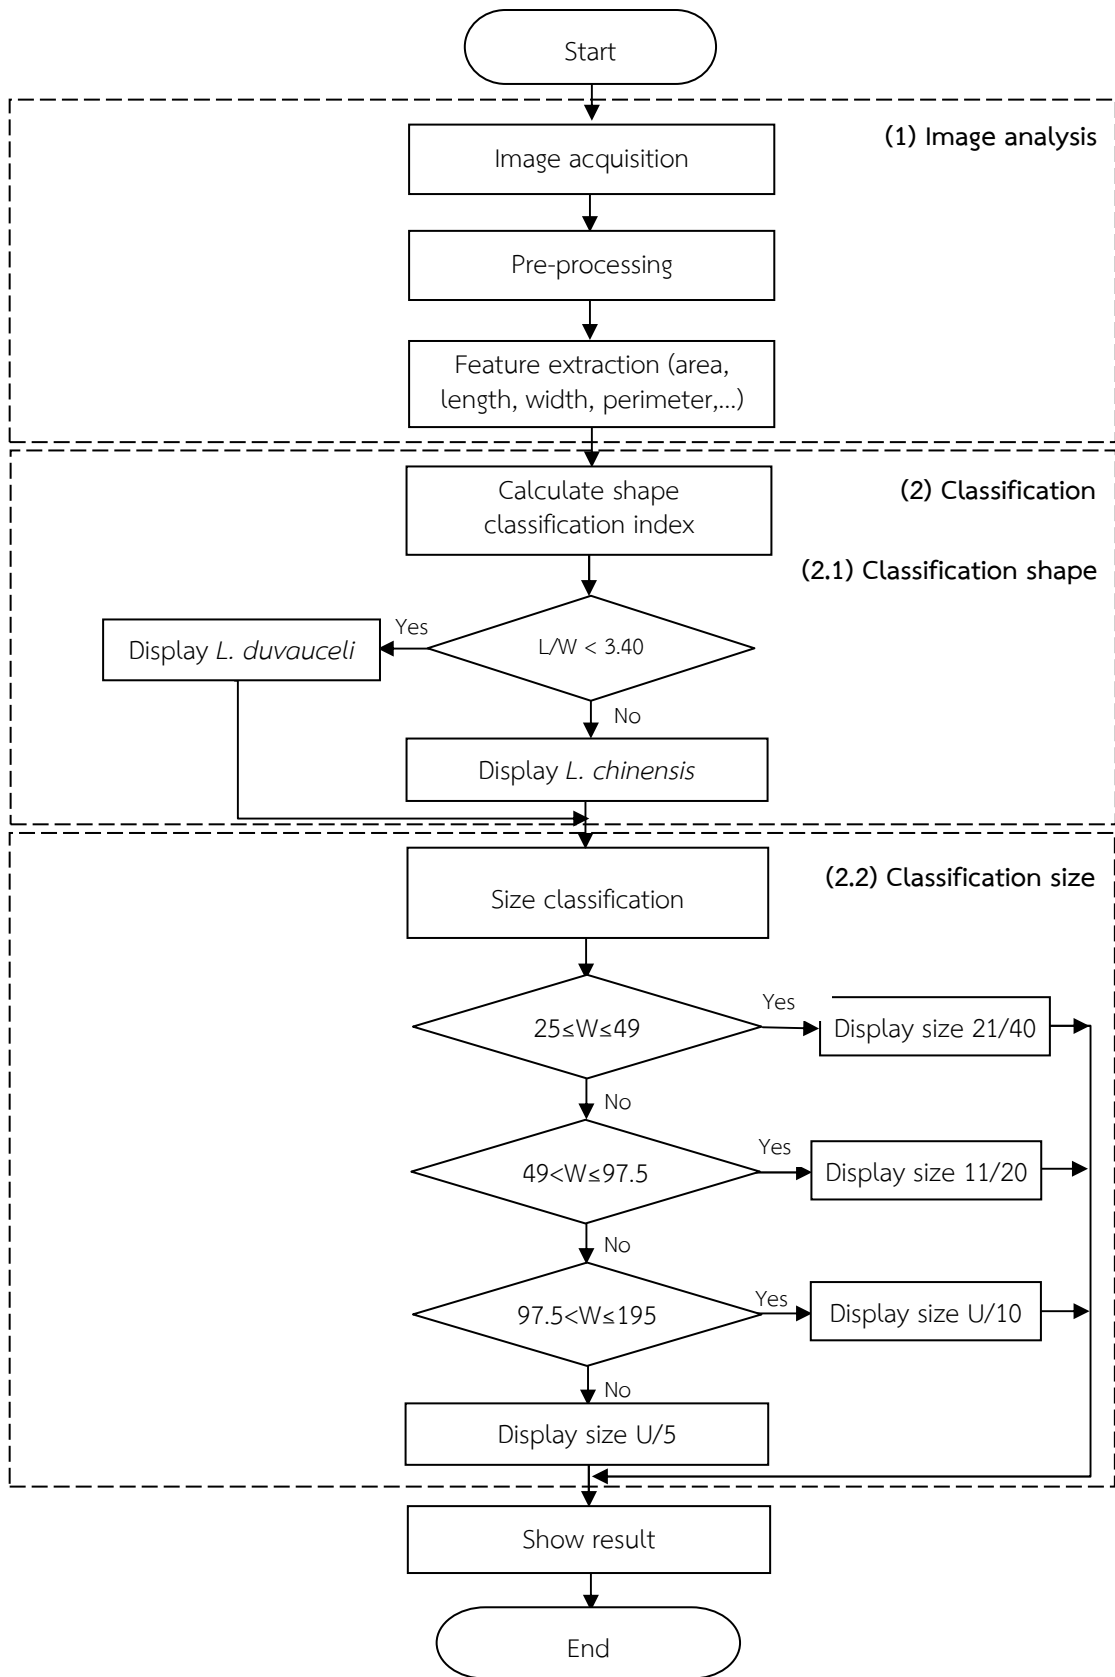 Start
(1) Image analysis
Image acquisition
Pre-processing
Feature extraction (area,
length, width, perimeter,...)
Calculate shape
classification index
(2) Classification
(2.1) Classification shape
L/W < 3.40
Yes
Display L. duvauceli
No
Display L. chinensis
(2.2) Classification size
Size classification
25≤W≤49
Yes
Display size 21/40
No
49<W≤97.5
Yes
Display size 11/20
No
97.5<W≤195
Yes
Display size U/10
No
Display size U/5
Show result
End